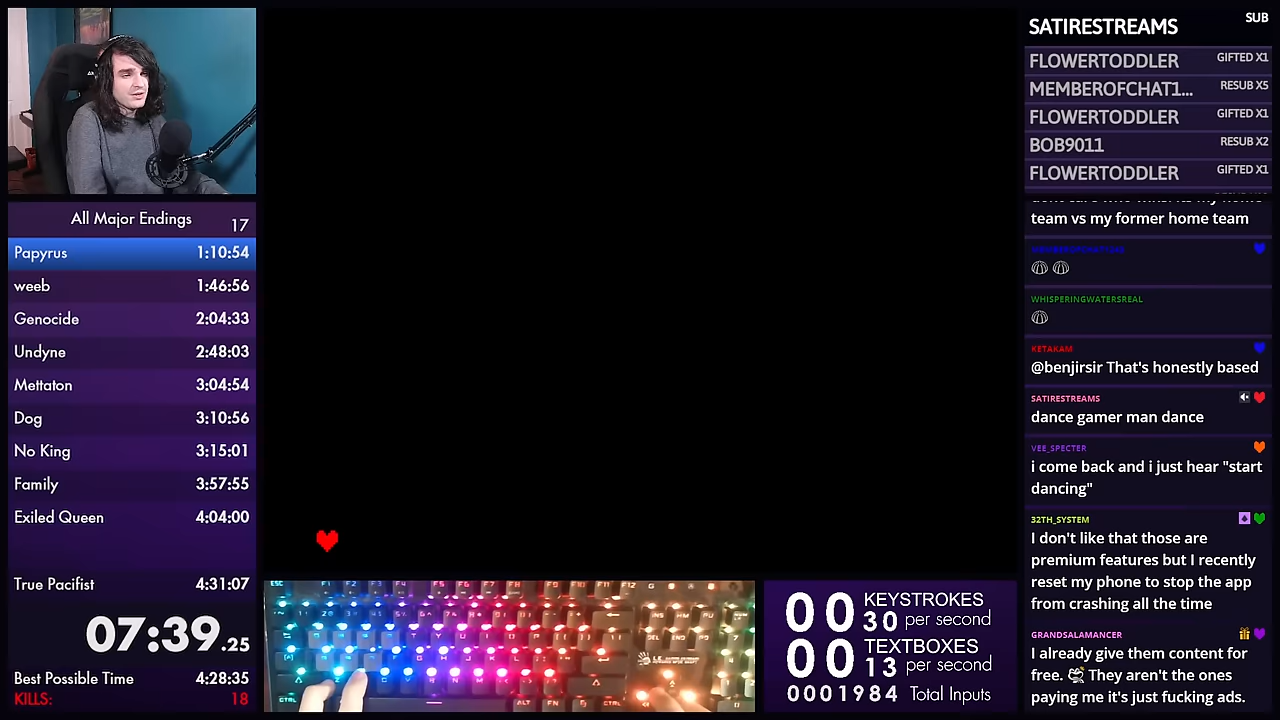 All Major Endings 17
Papyrus 1:10:54
weeb 1:46:56
Genocide 2:04:33
Undyne 2:48:03
Mettaton 3:04:54
Dog 3:10:56
No King 3:15:01
Family 3:57:55
Exiled Queen 4:04:00
True Pacifist 4:31:07
07:39.25
Best Possible Time 4:28:35
KILLS: 18
00 30 KEYSTROKES per second
00 13 TEXTBOXES per second
0001984 Total Inputs
SATIRESTREAMS SUB
FLOWERTODDLER GIFTED X1
MEMBEROFCHAT1... RESUB X5
FLOWERTODDLER GIFTED X1
BOB9011 RESUB X2
FLOWERTODDLER GIFTED X1
team vs my former home team
WHISPERINGWATERSREAL
KETAKAM
@benjirsir That's honestly based
SATIRESTREAMS
dance gamer man dance
VEE_SPECTER
i come back and i just hear "start
dancing"
32TH_SYSTEM
I don't like that those are
premium features but I recently
reset my phone to stop the app
from crashing all the time
GRANDSALAMANCER
I already give them content for
free. They aren't the ones
paying me it's just fucking ads.